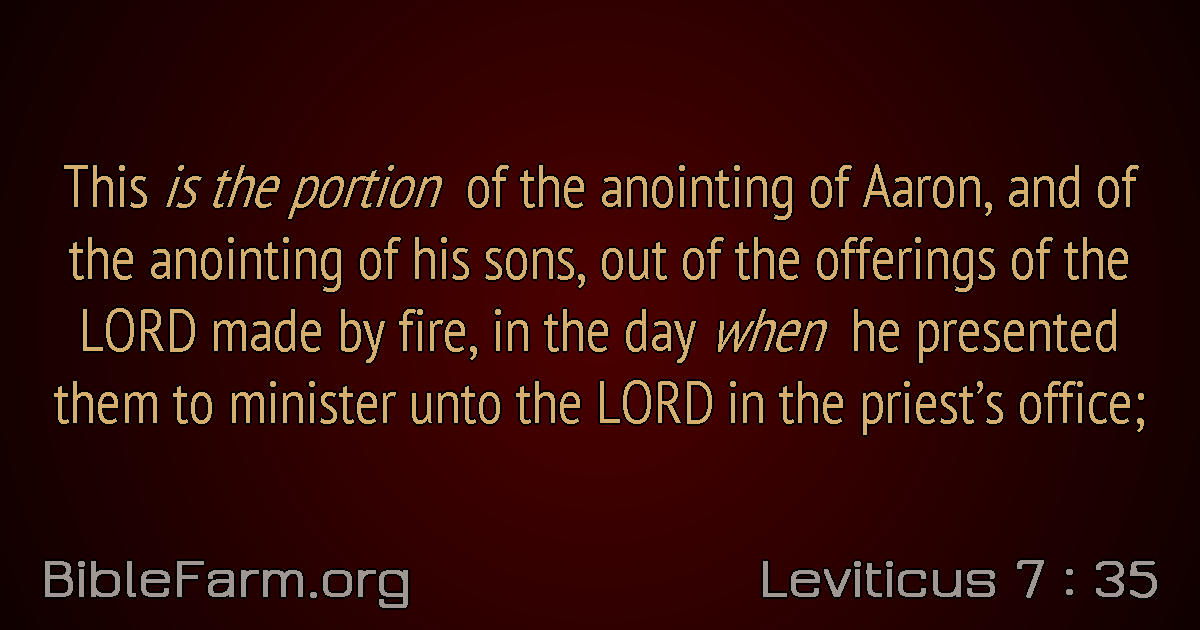 This is the portion of the anointing of Aaron, and of
the anointing of his sons, out of the offerings of the
LORD made by fire, in the day when he presented
them to minister unto the LORD in the priest’s office;
BibleFarm.org
Leviticus 7 : 35